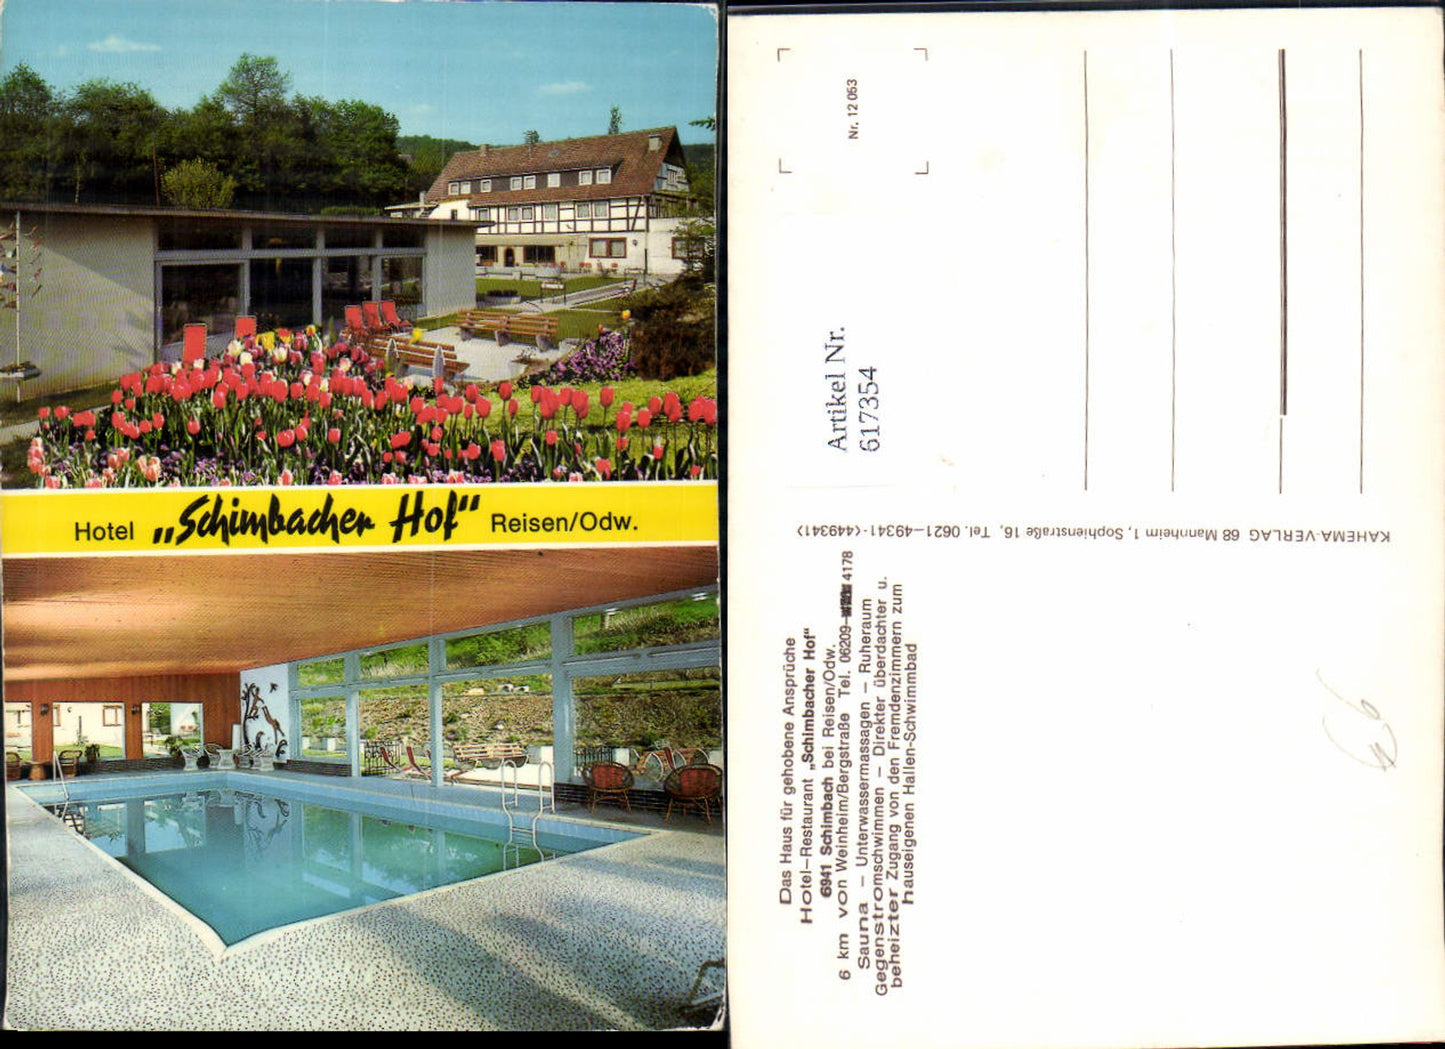 Hotel „Schimbacher Hof“ Reisen/Odw.
Nr. 12 053
Artikel Nr.
617354
KAHEMA-VERLAG 68 Mannheim 1, Sophienstraße 16, Tel. 0621–49341-<449341>
Das Haus für gehobene Ansprüche
Hotel–Restaurant „Schimbacher Hof“
6941 Schimbach bei Reisen/Odw.
6 km von Weinheim/Bergstraße Tel. 06209- 4178
Sauna – Unterwassermassagen – Ruheraum
Gegenstromschwimmen – Direkter überdachter u.
beheizter Zugang von den Fremdenzimmern zum
hauseigenen Hallen-Schwimmbad